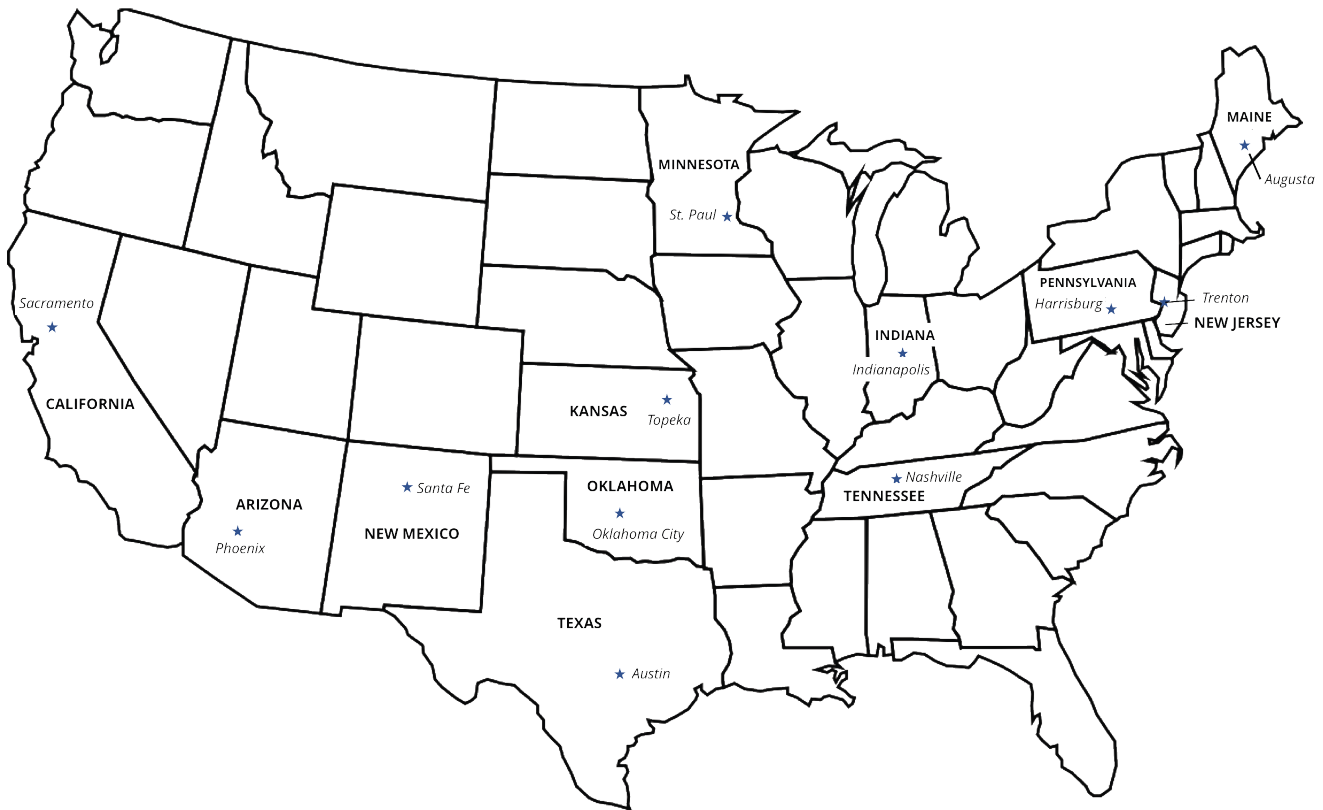 MAINE
Augusta
MINNESOTA
St. Paul
PENNSYLVANIA
Harrisburg
Trenton
NEW JERSEY
Sacramento
CALIFORNIA
INDIANA
Indianapolis
KANSAS
Topeka
Nashville
TENNESSEE
Santa Fe
NEW MEXICO
ARIZONA
Phoenix
OKLAHOMA
Oklahoma City
TEXAS
Austin